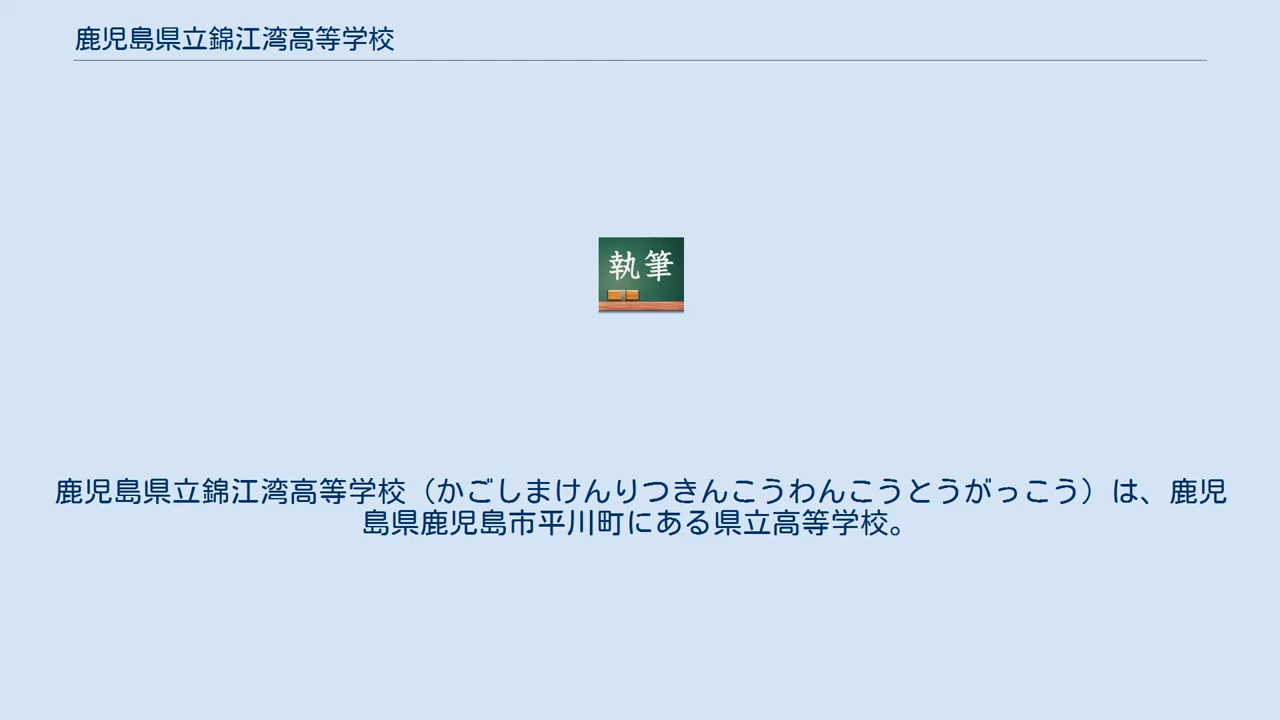 鹿児島県立錦江湾高等学校
執筆
鹿児島県立錦江湾高等学校（かごしまけんりつきんこうわんこうとうがっこう）は、鹿児
島県鹿児島市平川町にある県立高等学校。